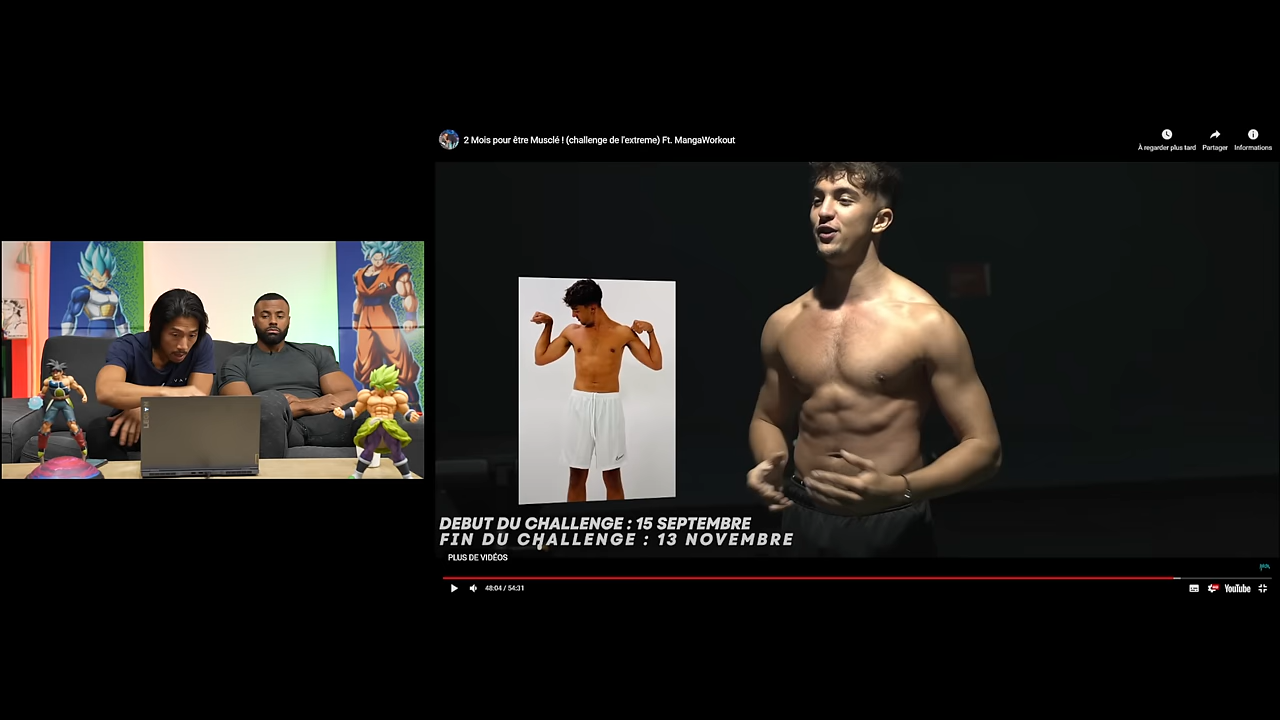 2 Mois pour être Musclé ! (challenge de l'extreme) Ft. MangaWorkout
À regarder plus tard
Partager
Informations
DEBUT DU CHALLENGE : 15 SEPTEMBRE
FIN DU CHALLENGE : 13 NOVEMBRE
PLUS DE VIDÉOS
48:04 / 54:31
YouTube